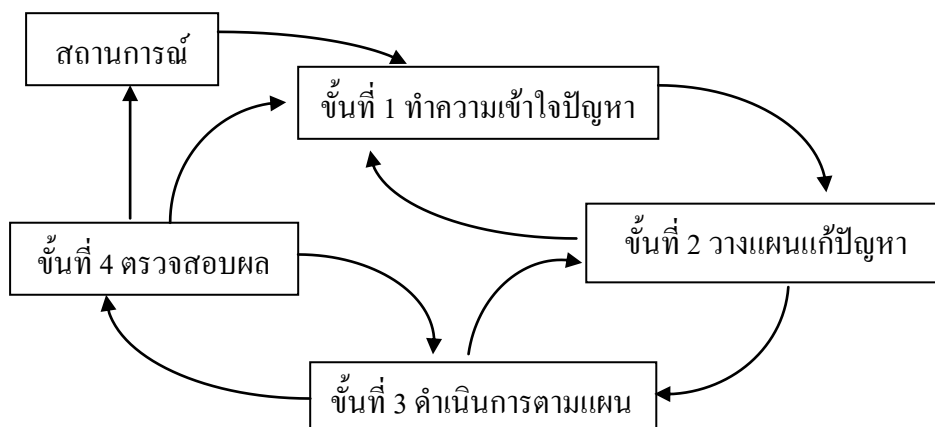 สถานการณ์
ขั้นที่ 1 ทำความเข้าใจปัญหา
ขั้นที่ 2 วางแผนแก้ปัญหา
ขั้นที่ 4 ตรวจสอบผล
ขั้นที่ 3 ดำเนินการตามแผน